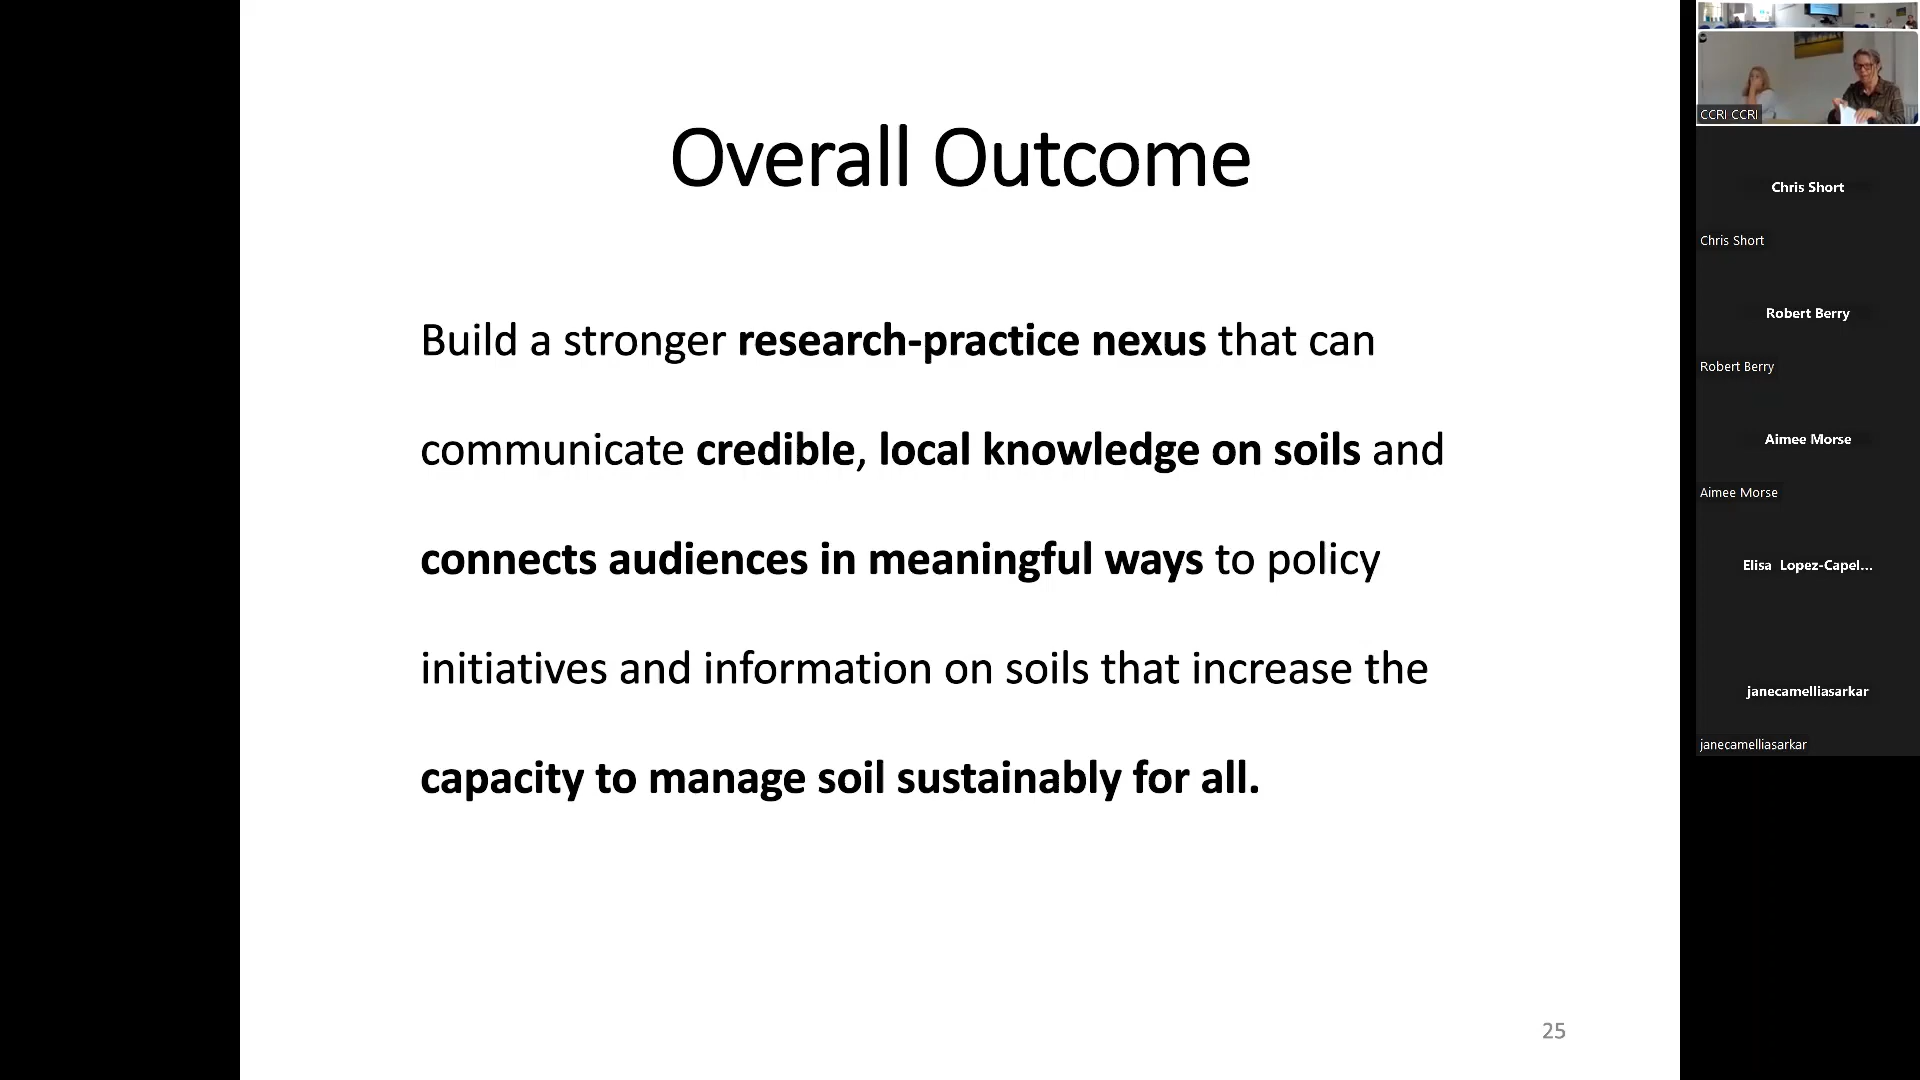 Overall Outcome
Build a stronger research-practice nexus that can
communicate credible, local knowledge on soils and
connects audiences in meaningful ways to policy
initiatives and information on soils that increase the
capacity to manage soil sustainably for all.
25
CCRI CCRI
Chris Short
Chris Short
Robert Berry
Robert Berry
Aimee Morse
Aimee Morse
Elisa Lopez-Capel...
janecamelliasarkar
janecamelliasarkar